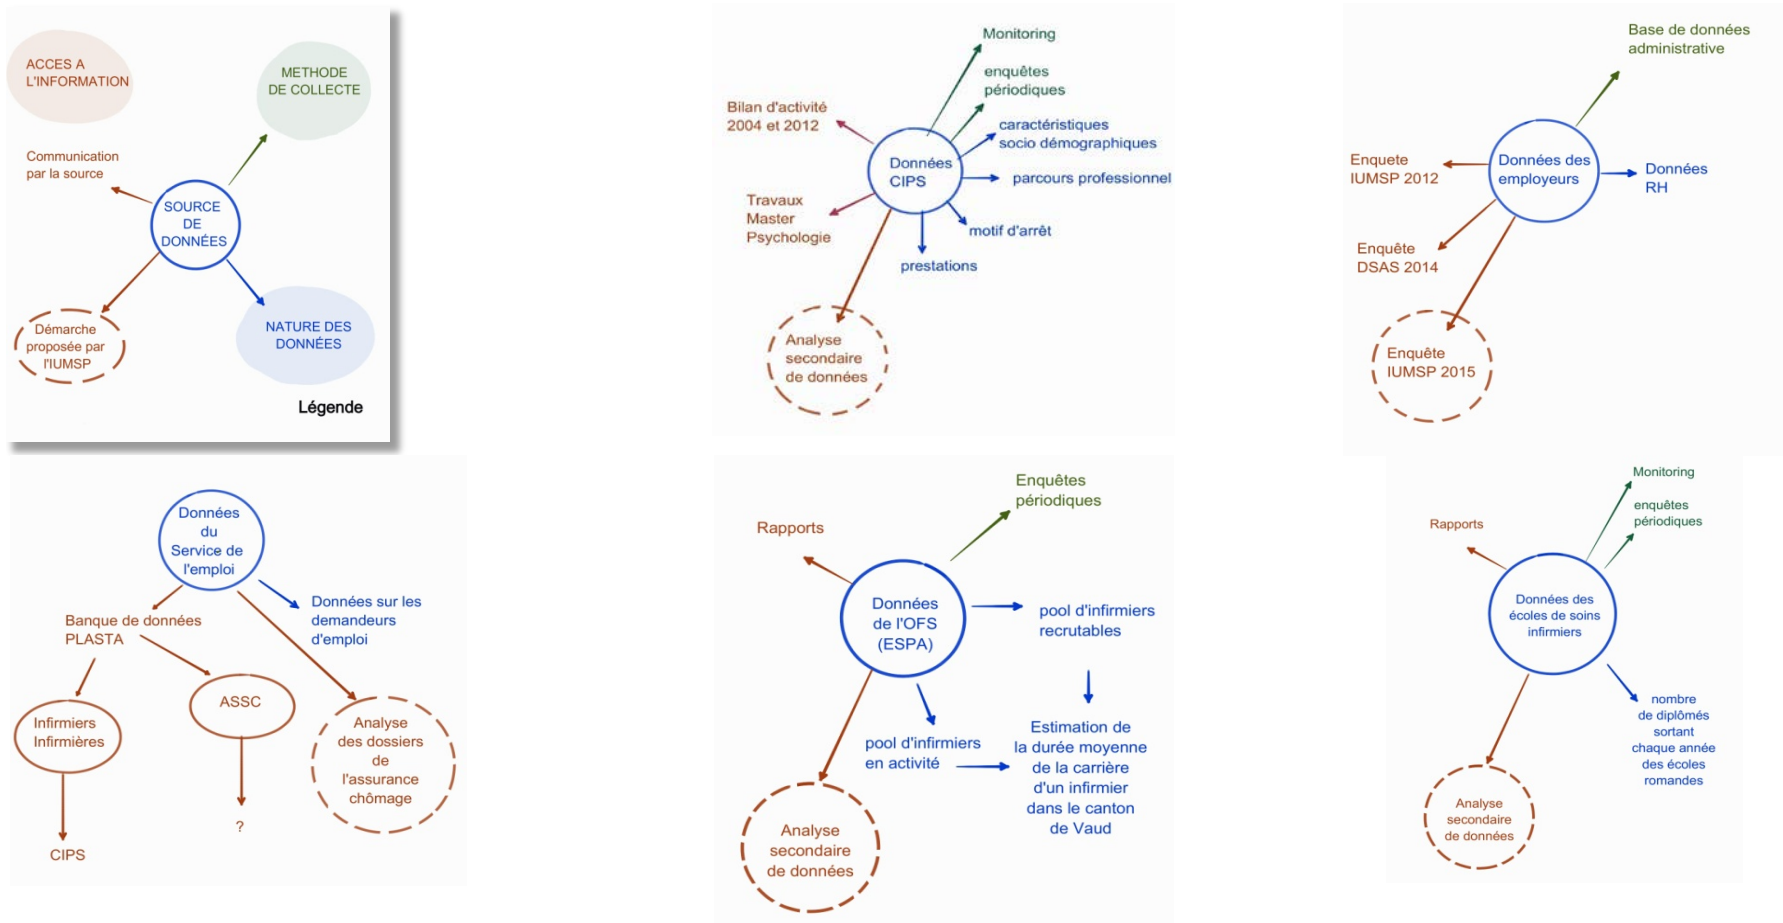 ACCES A
L'INFORMATION
METHODE
DE COLLECTE
Communication
par la source
SOURCE
DE
DONNÉES
Démarche
proposée par
l'IUMSP
NATURE DES
DONNÉES
Légende
Monitoring
enquêtes
périodiques
Bilan d'activité
2004 et 2012
caractéristiques
socio démographiques
Données
CIPS
parcours professionnel
Travaux
Master
Psychologie
motif d'arrêt
prestations
Analyse
secondaire
de données
Base de données
administrative
Enquete
IUMSP 2012
Données des
employeurs
Données
RH
Enquête
DSAS 2014
Enquête
IUMSP 2015
Données
du
Service de
l'emploi
Banque de données
PLASTA
Données sur les
demandeurs
d'emploi
Infirmiers
Infirmières
ASSC
Analyse
des dossiers
de
l'assurance
chômage
?
CIPS
Enquêtes
périodiques
Rapports
Données
de l'OFS
(ESPA)
pool d'infirmiers
recrutables
pool d'infirmiers
en activité
Estimation de
la durée moyenne
de la carrière
d'un infirmier
dans le canton
de Vaud
Analyse
secondaire
de données
Monitoring
enquêtes
périodiques
Rapports
Données des
écoles de soins
infirmiers
nombre
de diplômés
sortant
chaque année
des écoles
romandes
Analyse
secondaire
de données